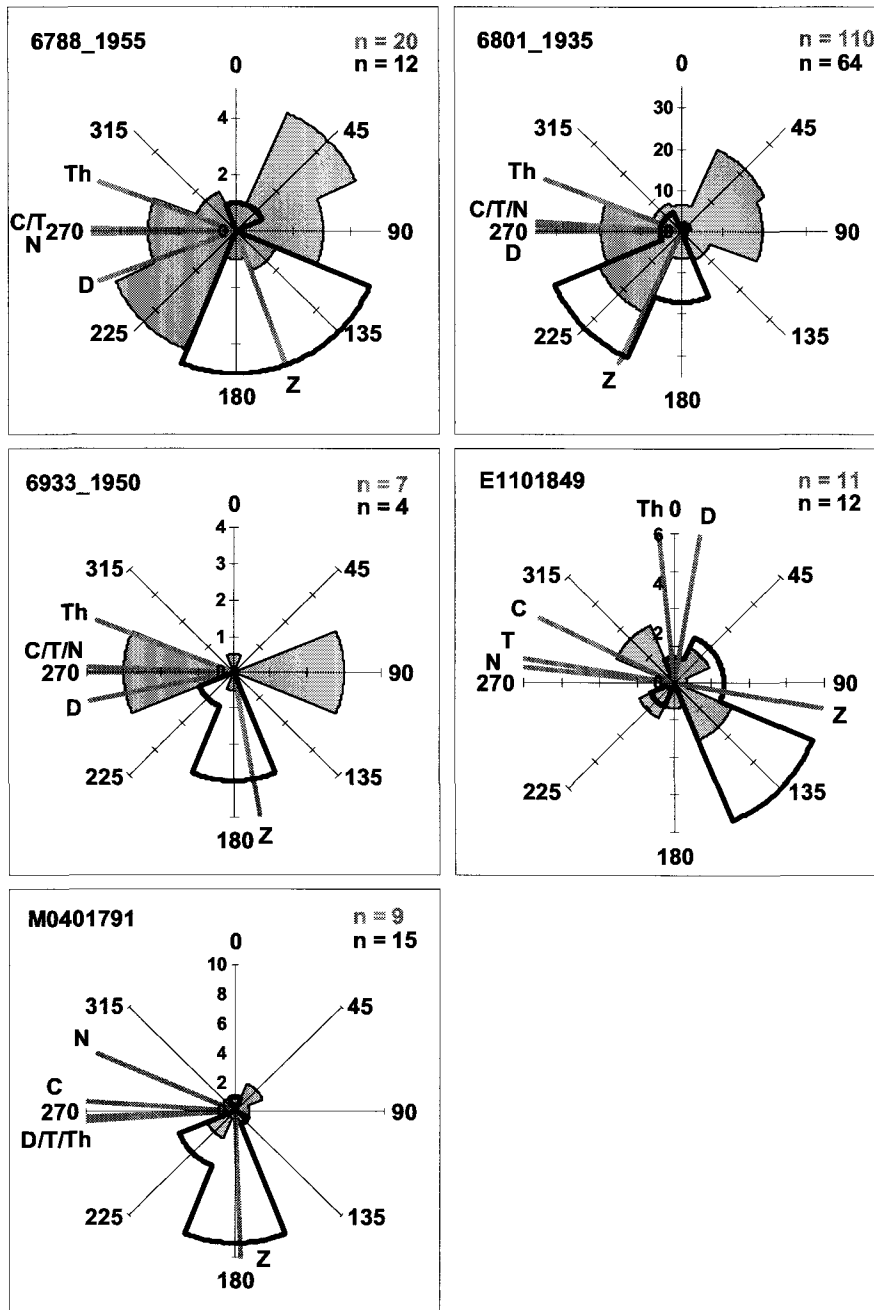 6788_1955
n = 20
n = 12
0
4
2
0
45
90
135
180
225
270
315
Th
C/T
N
D
Z
6801_1935
n = 110
n = 64
0
30
20
10
45
90
135
180
225
270
315
Th
C/T/N
D
Z
6933_1950
n = 7
n = 4
0
4
3
2
1
45
90
135
180
225
270
315
Th
C/T/N
D
Z
E1101849
n = 11
n = 12
Th 0 D
6
4
2
0
45
90
135
180
225
270
315
C
T
N
Z
M0401791
n = 9
n = 15
0
10
8
6
4
2
45
90
135
180
225
270
315
N
C
D/T/Th
Z